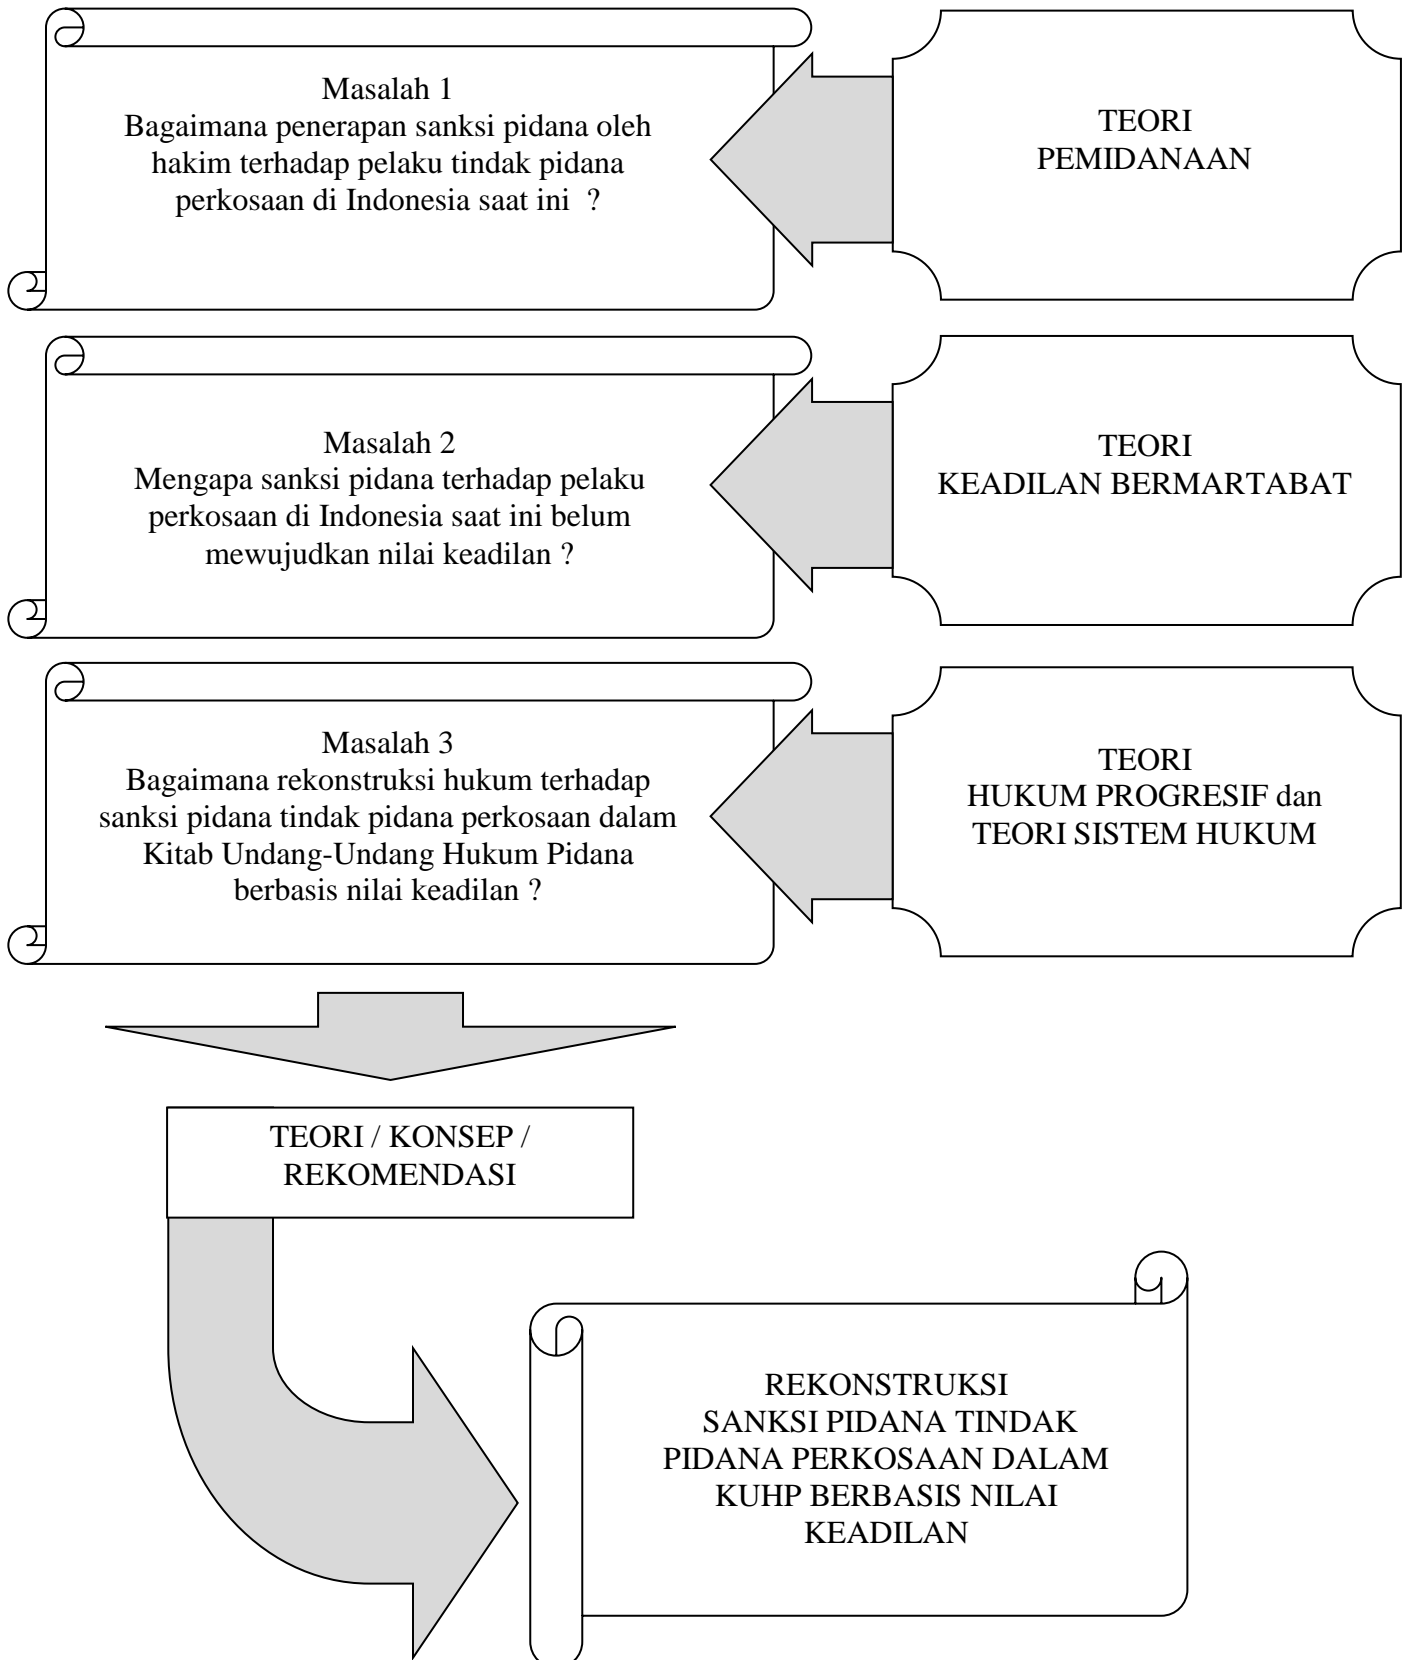 Masalah 1
Bagaimana penerapan sanksi pidana oleh
hakim terhadap pelaku tindak pidana
perkosaan di Indonesia saat ini ?
TEORI
PEMIDANAAN
Masalah 2
Mengapa sanksi pidana terhadap pelaku
perkosaan di Indonesia saat ini belum
mewujudkan nilai keadilan ?
TEORI
KEADILAN BERMARTABAT
Masalah 3
Bagaimana rekonstruksi hukum terhadap
sanksi pidana tindak pidana perkosaan dalam
Kitab Undang-Undang Hukum Pidana
berbasis nilai keadilan ?
TEORI
HUKUM PROGRESIF dan
TEORI SISTEM HUKUM
TEORI / KONSEP /
REKOMENDASI
REKONSTRUKSI
SANKSI PIDANA TINDAK
PIDANA PERKOSAAN DALAM
KUHP BERBASIS NILAI
KEADILAN